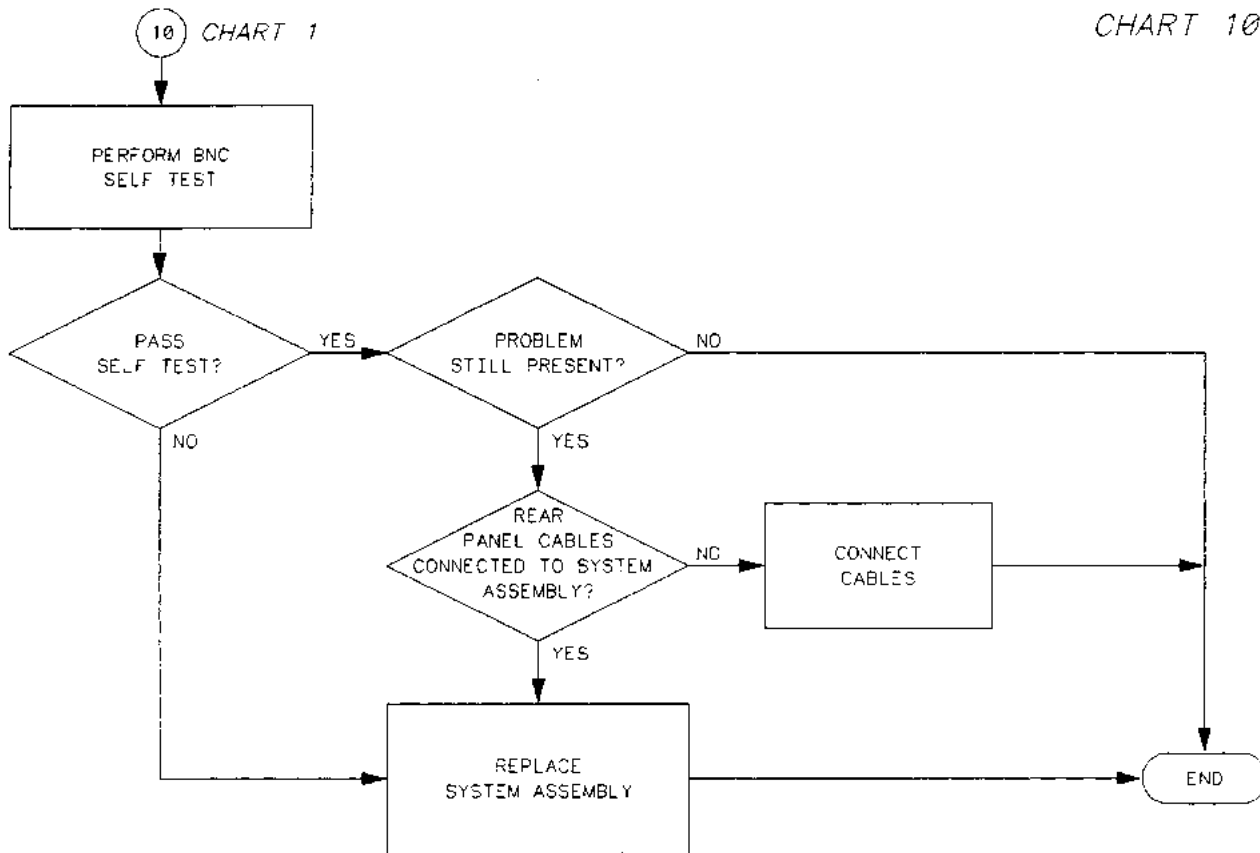 10 CHART 1
CHART 10
PERFORM BNC
SELF TEST
PASS
SELF TEST?
YES
PROBLEM
STILL PRESENT?
NO
NO
YES
REAR
PANEL CABLES
CONNECTED TO SYSTEM
ASSEMBLY?
NO
CONNECT
CABLES
YES
REPLACE
SYSTEM ASSEMBLY
END